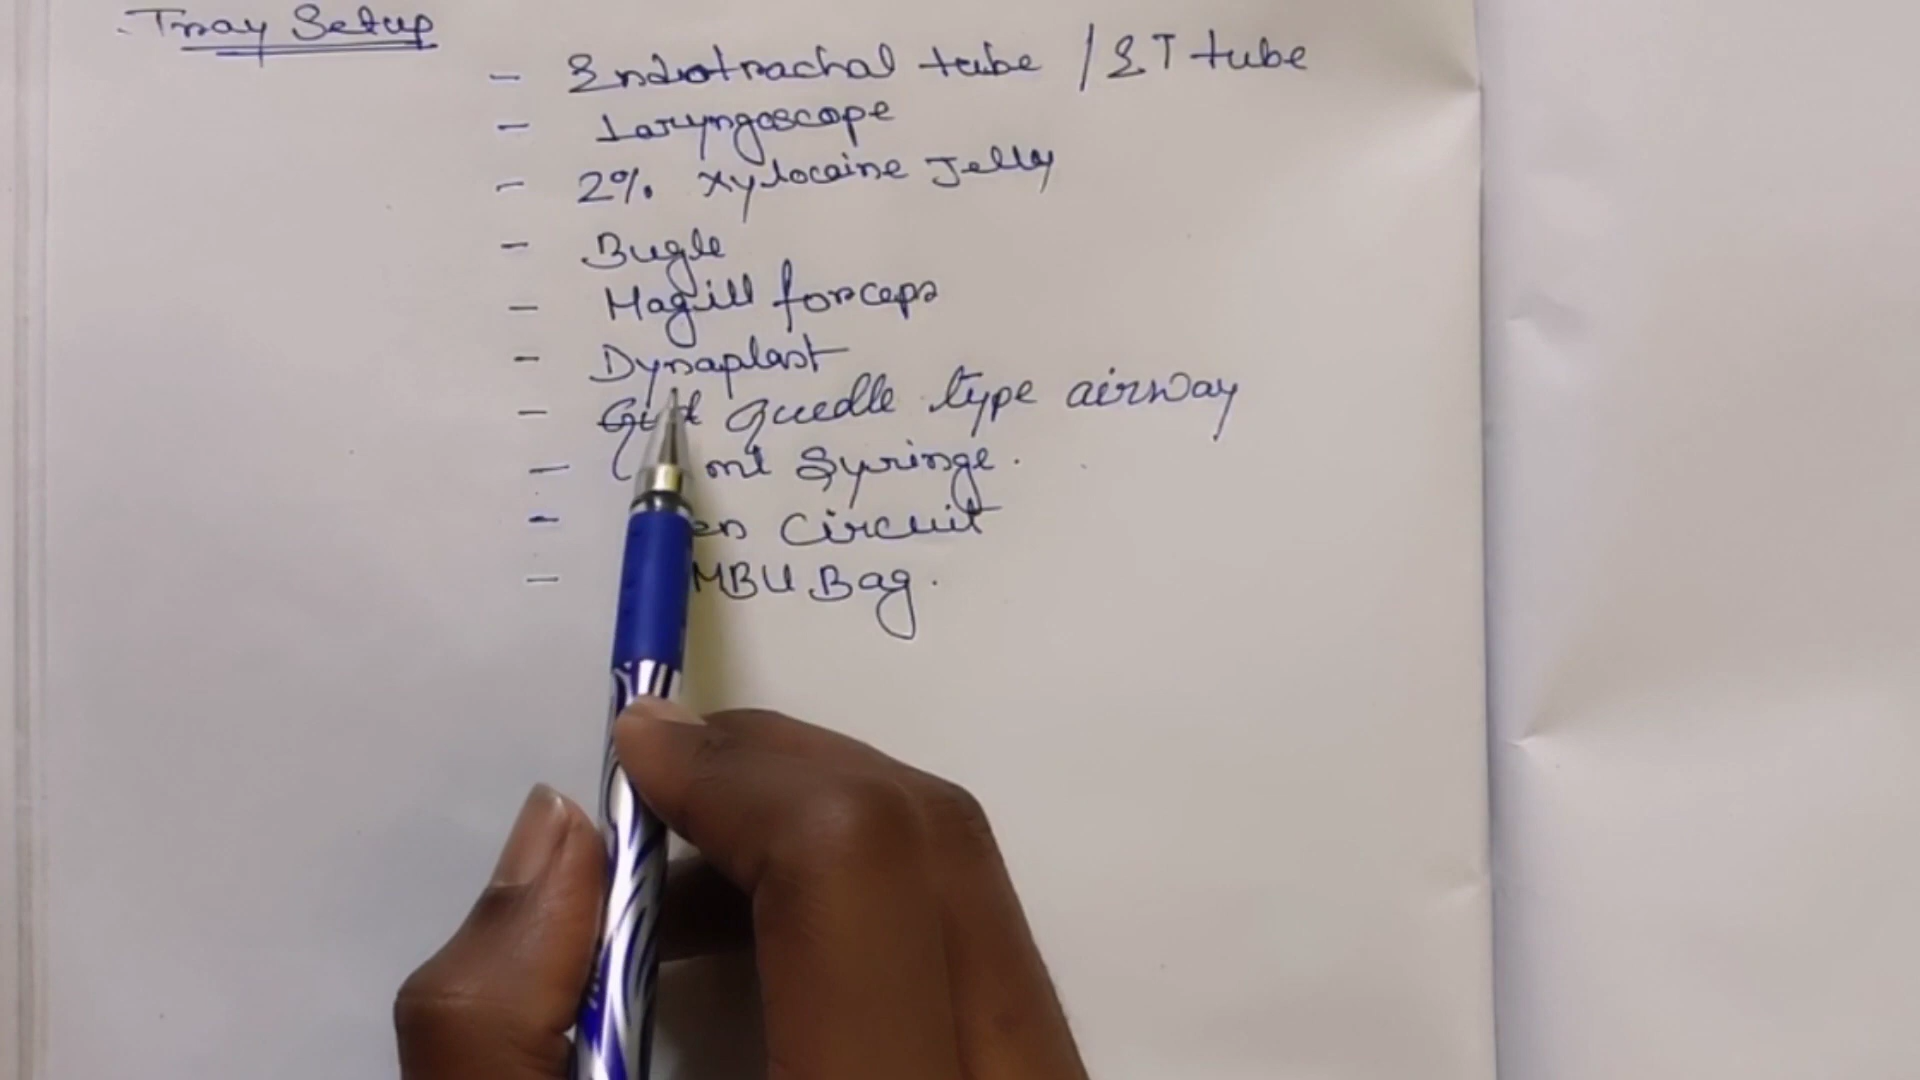 Tray Setup
- Endotrachal tube / ET tube
- Laryngoscope
- 2% Xylocaine Jelly
- Bugle
- Magill forceps
- Dynaplast
- guedle type airway
- ml Syringe.
- Circuit
- Bag.